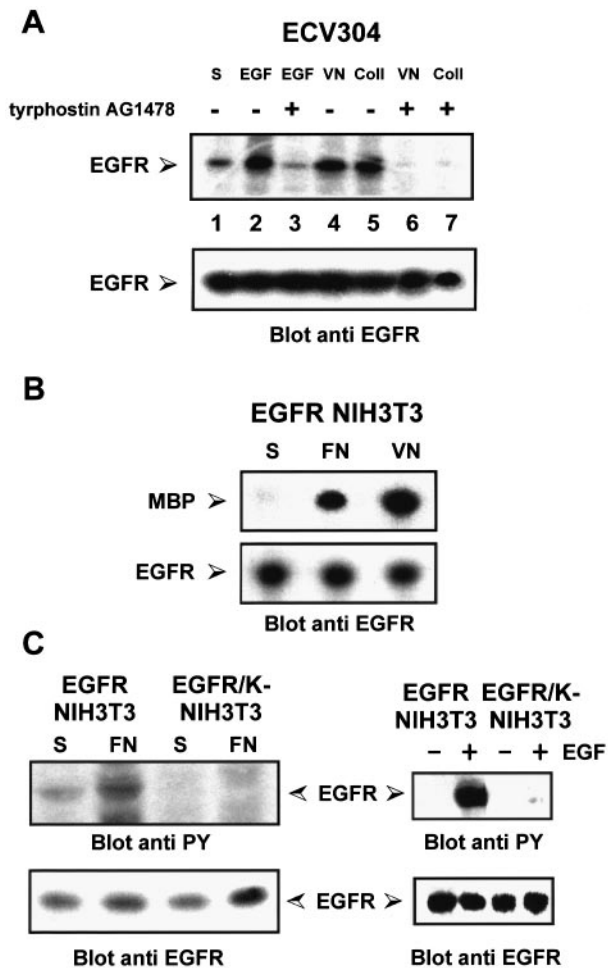 A
ECV304
S EGF EGF VN Coll VN Coll
tyrphostin AG1478 - - + - - + +
EGFR ➢
1 2 3 4 5 6 7
EGFR ➢
Blot anti EGFR
B
EGFR NIH3T3
S FN VN
MBP ➢
EGFR ➢
Blot anti EGFR
C
EGFR EGFR/K-
NIH3T3 NIH3T3
S FN S FN
EGFR EGFR/K-
NIH3T3 NIH3T3
- + - + EGF
EGFR
Blot anti PY
Blot anti PY
EGFR
Blot anti EGFR
Blot anti EGFR